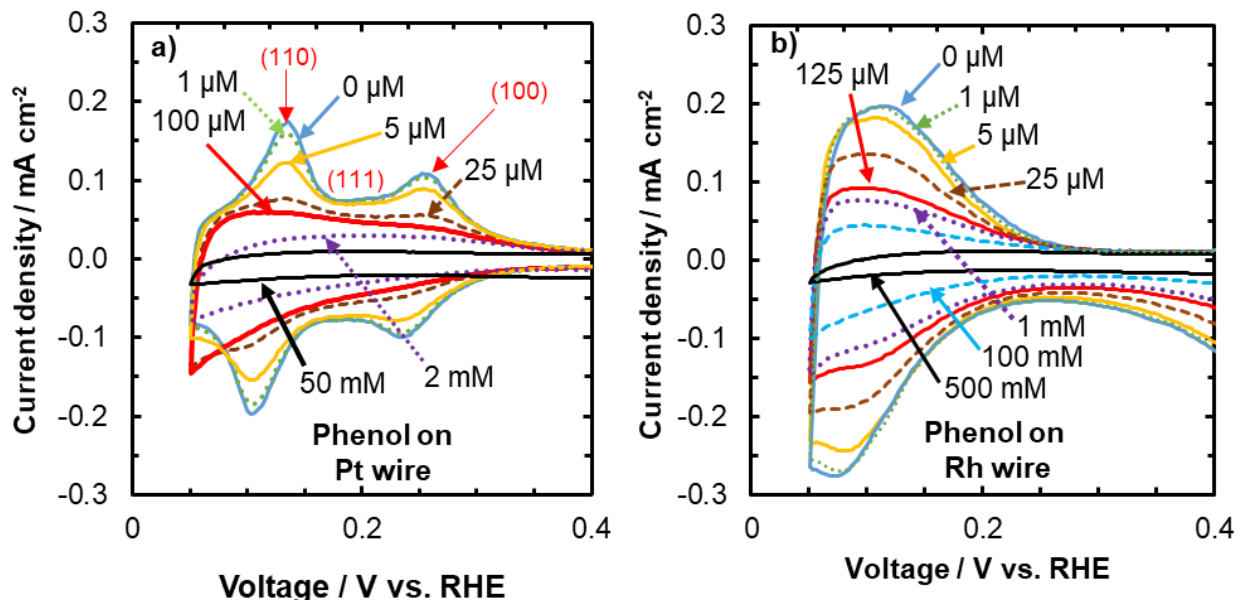 a)
0.3
0.2
0.1
0.0
-0.1
-0.2
-0.3
0
0.2
0.4
Current density / mA cm⁻²
Voltage / V vs. RHE
(110)
1 µM
0 µM
(100)
100 µM
5 µM
(111)
25 µM
50 mM
2 mM
Phenol on
Pt wire
b)
0.3
0.2
0.1
0.0
-0.1
-0.2
-0.3
0
0.2
0.4
Current density / mA cm⁻²
Voltage / V vs. RHE
0 µM
125 µM
1 µM
5 µM
25 µM
1 mM
100 mM
500 mM
Phenol on
Rh wire